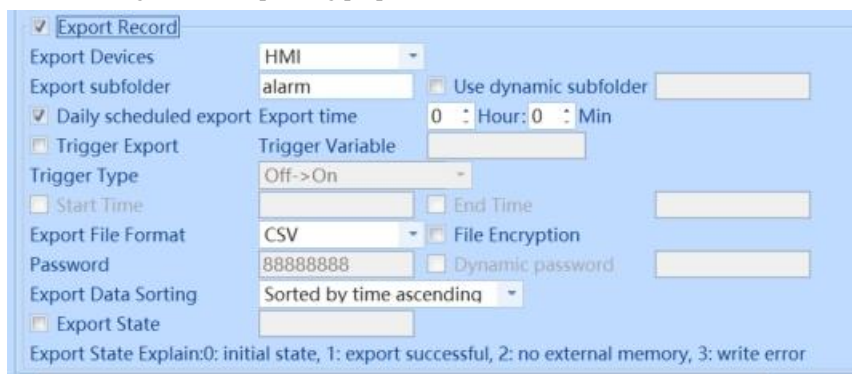 Export Record
Export Devices HMI
Export subfolder alarm Use dynamic subfolder
Daily scheduled export Export time 0 : Hour: 0 : Min
Trigger Export Trigger Variable
Trigger Type Off->On
Start Time End Time
Export File Format CSV File Encryption
Password 88888888 Dynamic password
Export Data Sorting Sorted by time ascending
Export State
Export State Explain:0: initial state, 1: export successful, 2: no external memory, 3: write error